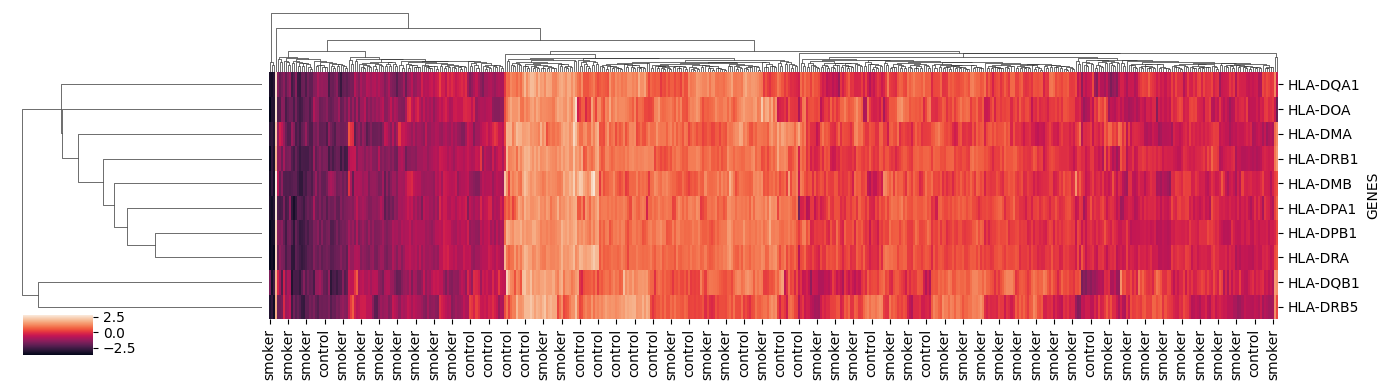 HLA-DQA1
HLA-DOA
HLA-DMA
HLA-DRB1
HLA-DMB
HLA-DPA1
HLA-DPB1
HLA-DRA
HLA-DQB1
HLA-DRB5
GENES
2.5
0.0
−2.5
smoker
smoker
smoker
control
smoker
smoker
smoker
smoker
smoker
smoker
smoker
control
control
control
control
smoker
smoker
control
control
control
control
control
smoker
smoker
control
control
smoker
smoker
control
control
smoker
smoker
smoker
smoker
smoker
smoker
control
smoker
smoker
smoker
smoker
smoker
smoker
smoker
smoker
control
smoker
smoker
smoker
smoker
smoker
smoker
smoker
smoker
control
smoker